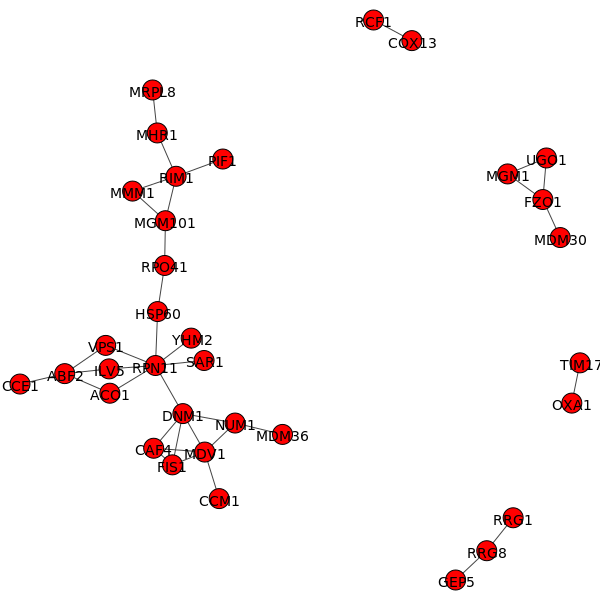 RCF1
COX13
MRPL8
MHR1
PIF1
RIM1
MMM1
MGM101
UGO1
MGM1
FZO1
MDM30
RPO41
HSP60
YHM2
VPS1
SAR1
RPN11
ILV5
ABF2
CCE1
ACO1
TIM17
OXA1
DNM1
NUM1
MDM36
CAF4
MDV1
FIS1
CCM1
RRG1
RRG8
GEP5